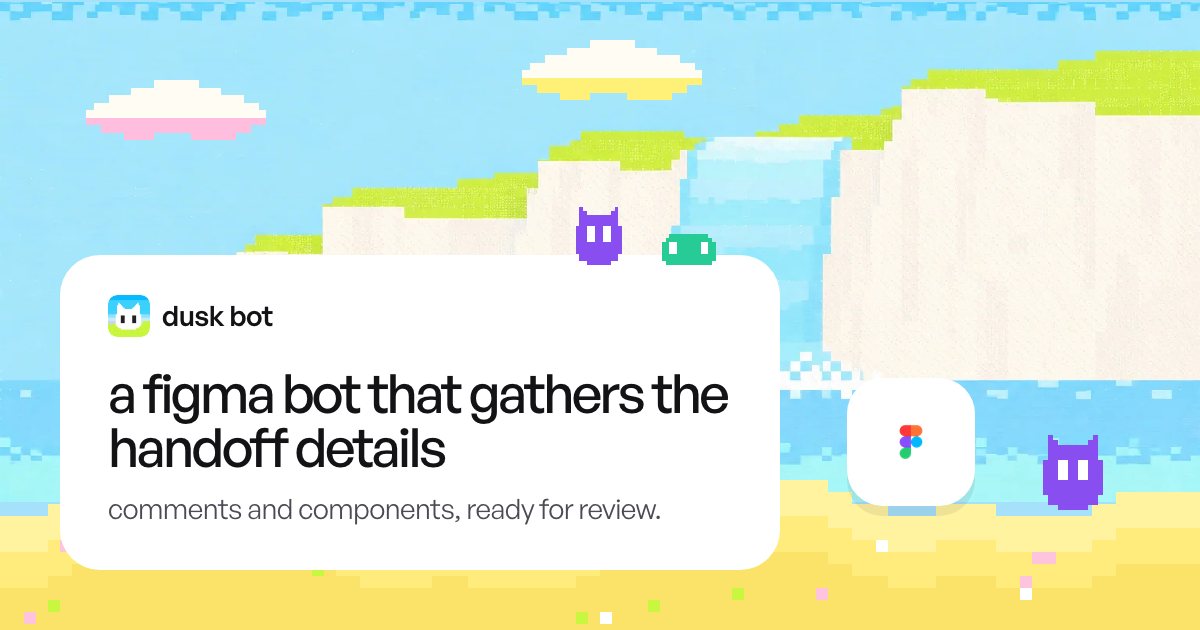 dusk bot
a figma bot that gathers the
handoff details
comments and components, ready for review.